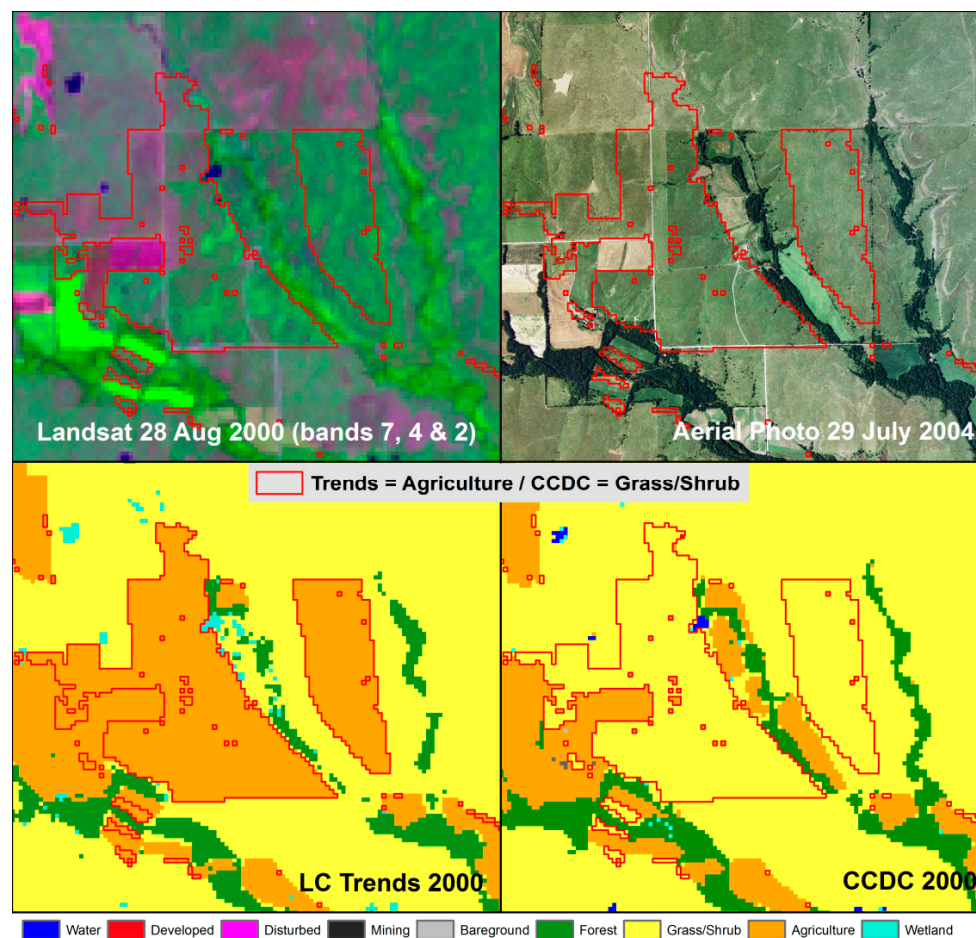 Landsat 28 Aug 2000 (bands 7, 4 & 2)
Aerial Photo 29 July 2004
Trends = Agriculture / CCDC = Grass/Shrub
LC Trends 2000
CCDC 2000
Water Developed Disturbed Mining Bareground Forest Grass/Shrub Agriculture Wetland